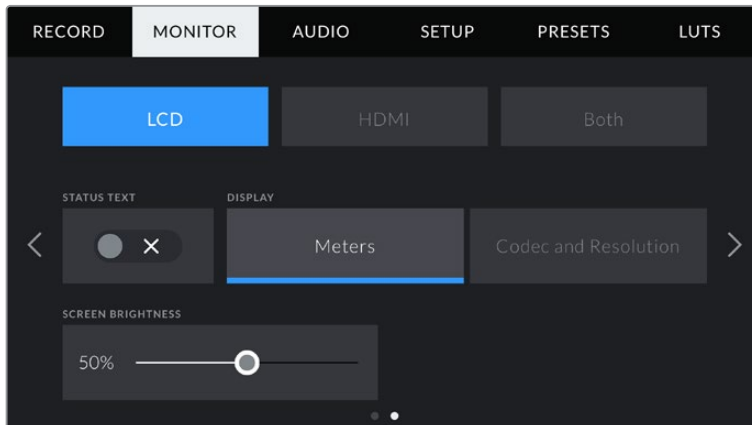 RECORD MONITOR AUDIO SETUP PRESETS LUTS
LCD HDMI Both
STATUS TEXT DISPLAY
Meters Codec and Resolution
SCREEN BRIGHTNESS
50%